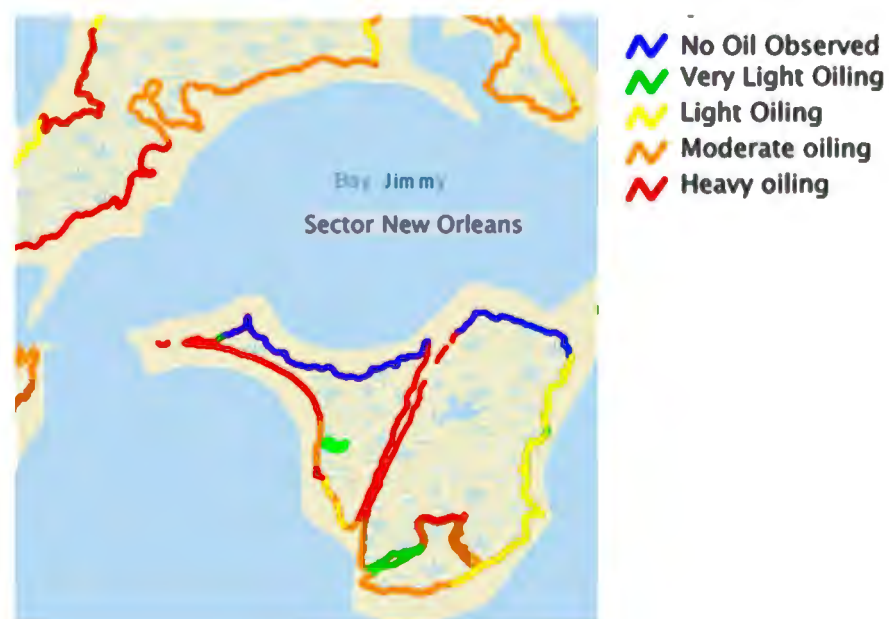 No Oil Observed
Very Light Oiling
Light Oiling
Moderate oiling
Heavy oiling
Bay Jimmy
Sector New Orleans